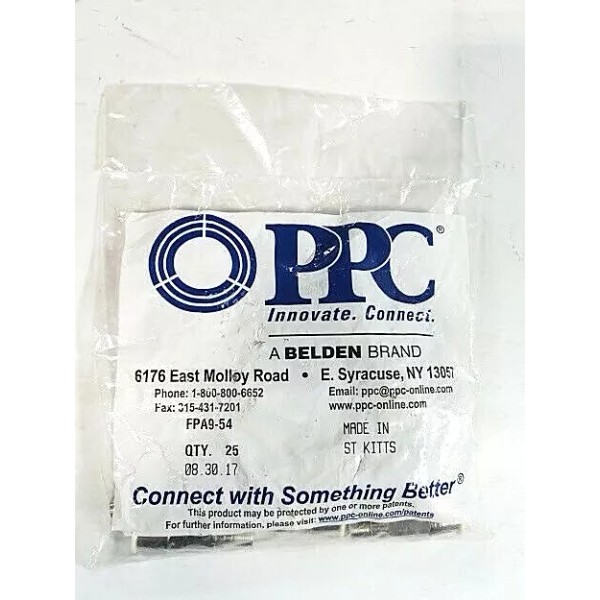 PPC®
Innovate. Connect.
A BELDEN BRAND
6176 East Molloy Road • E. Syracuse, NY 13057
Phone: 1-800-800-6652 Email: ppc@ppc-online.com
Fax: 315-431-7201 www.ppc-online.com
FPA9-54 MADE IN
QTY. 25 ST KITTS
08.30.17
Connect with Something Better®
This product may be protected by one or more patents.
For further information, please visit: www.ppc-online.com/patents